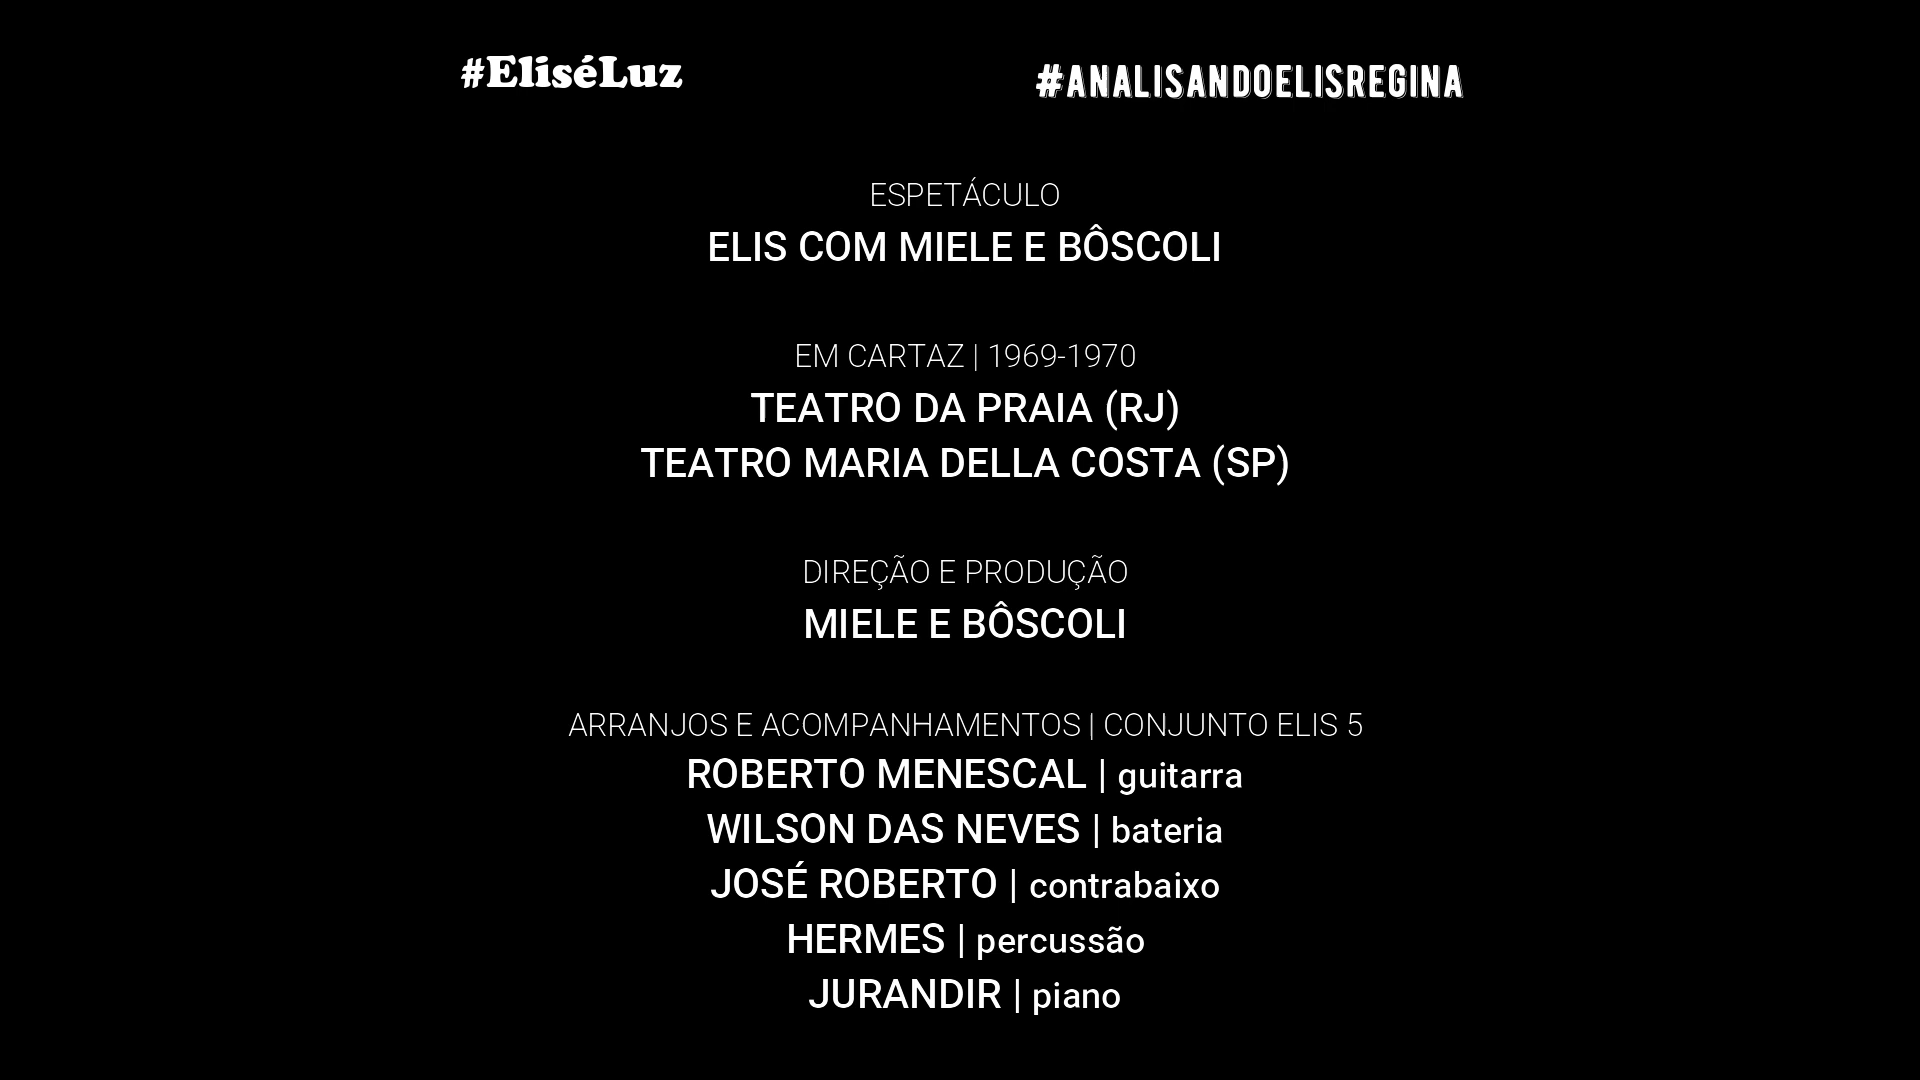 #EliséLuz
#ANALISANDOELISREGINA
ESPETÁCULO
ELIS COM MIELE E BÔSCOLI
EM CARTAZ | 1969-1970
TEATRO DA PRAIA (RJ)
TEATRO MARIA DELLA COSTA (SP)
DIREÇÃO E PRODUÇÃO
MIELE E BÔSCOLI
ARRANJOS E ACOMPANHAMENTOS | CONJUNTO ELIS 5
ROBERTO MENESCAL | guitarra
WILSON DAS NEVES | bateria
JOSÉ ROBERTO | contrabaixo
HERMES | percussão
JURANDIR | piano